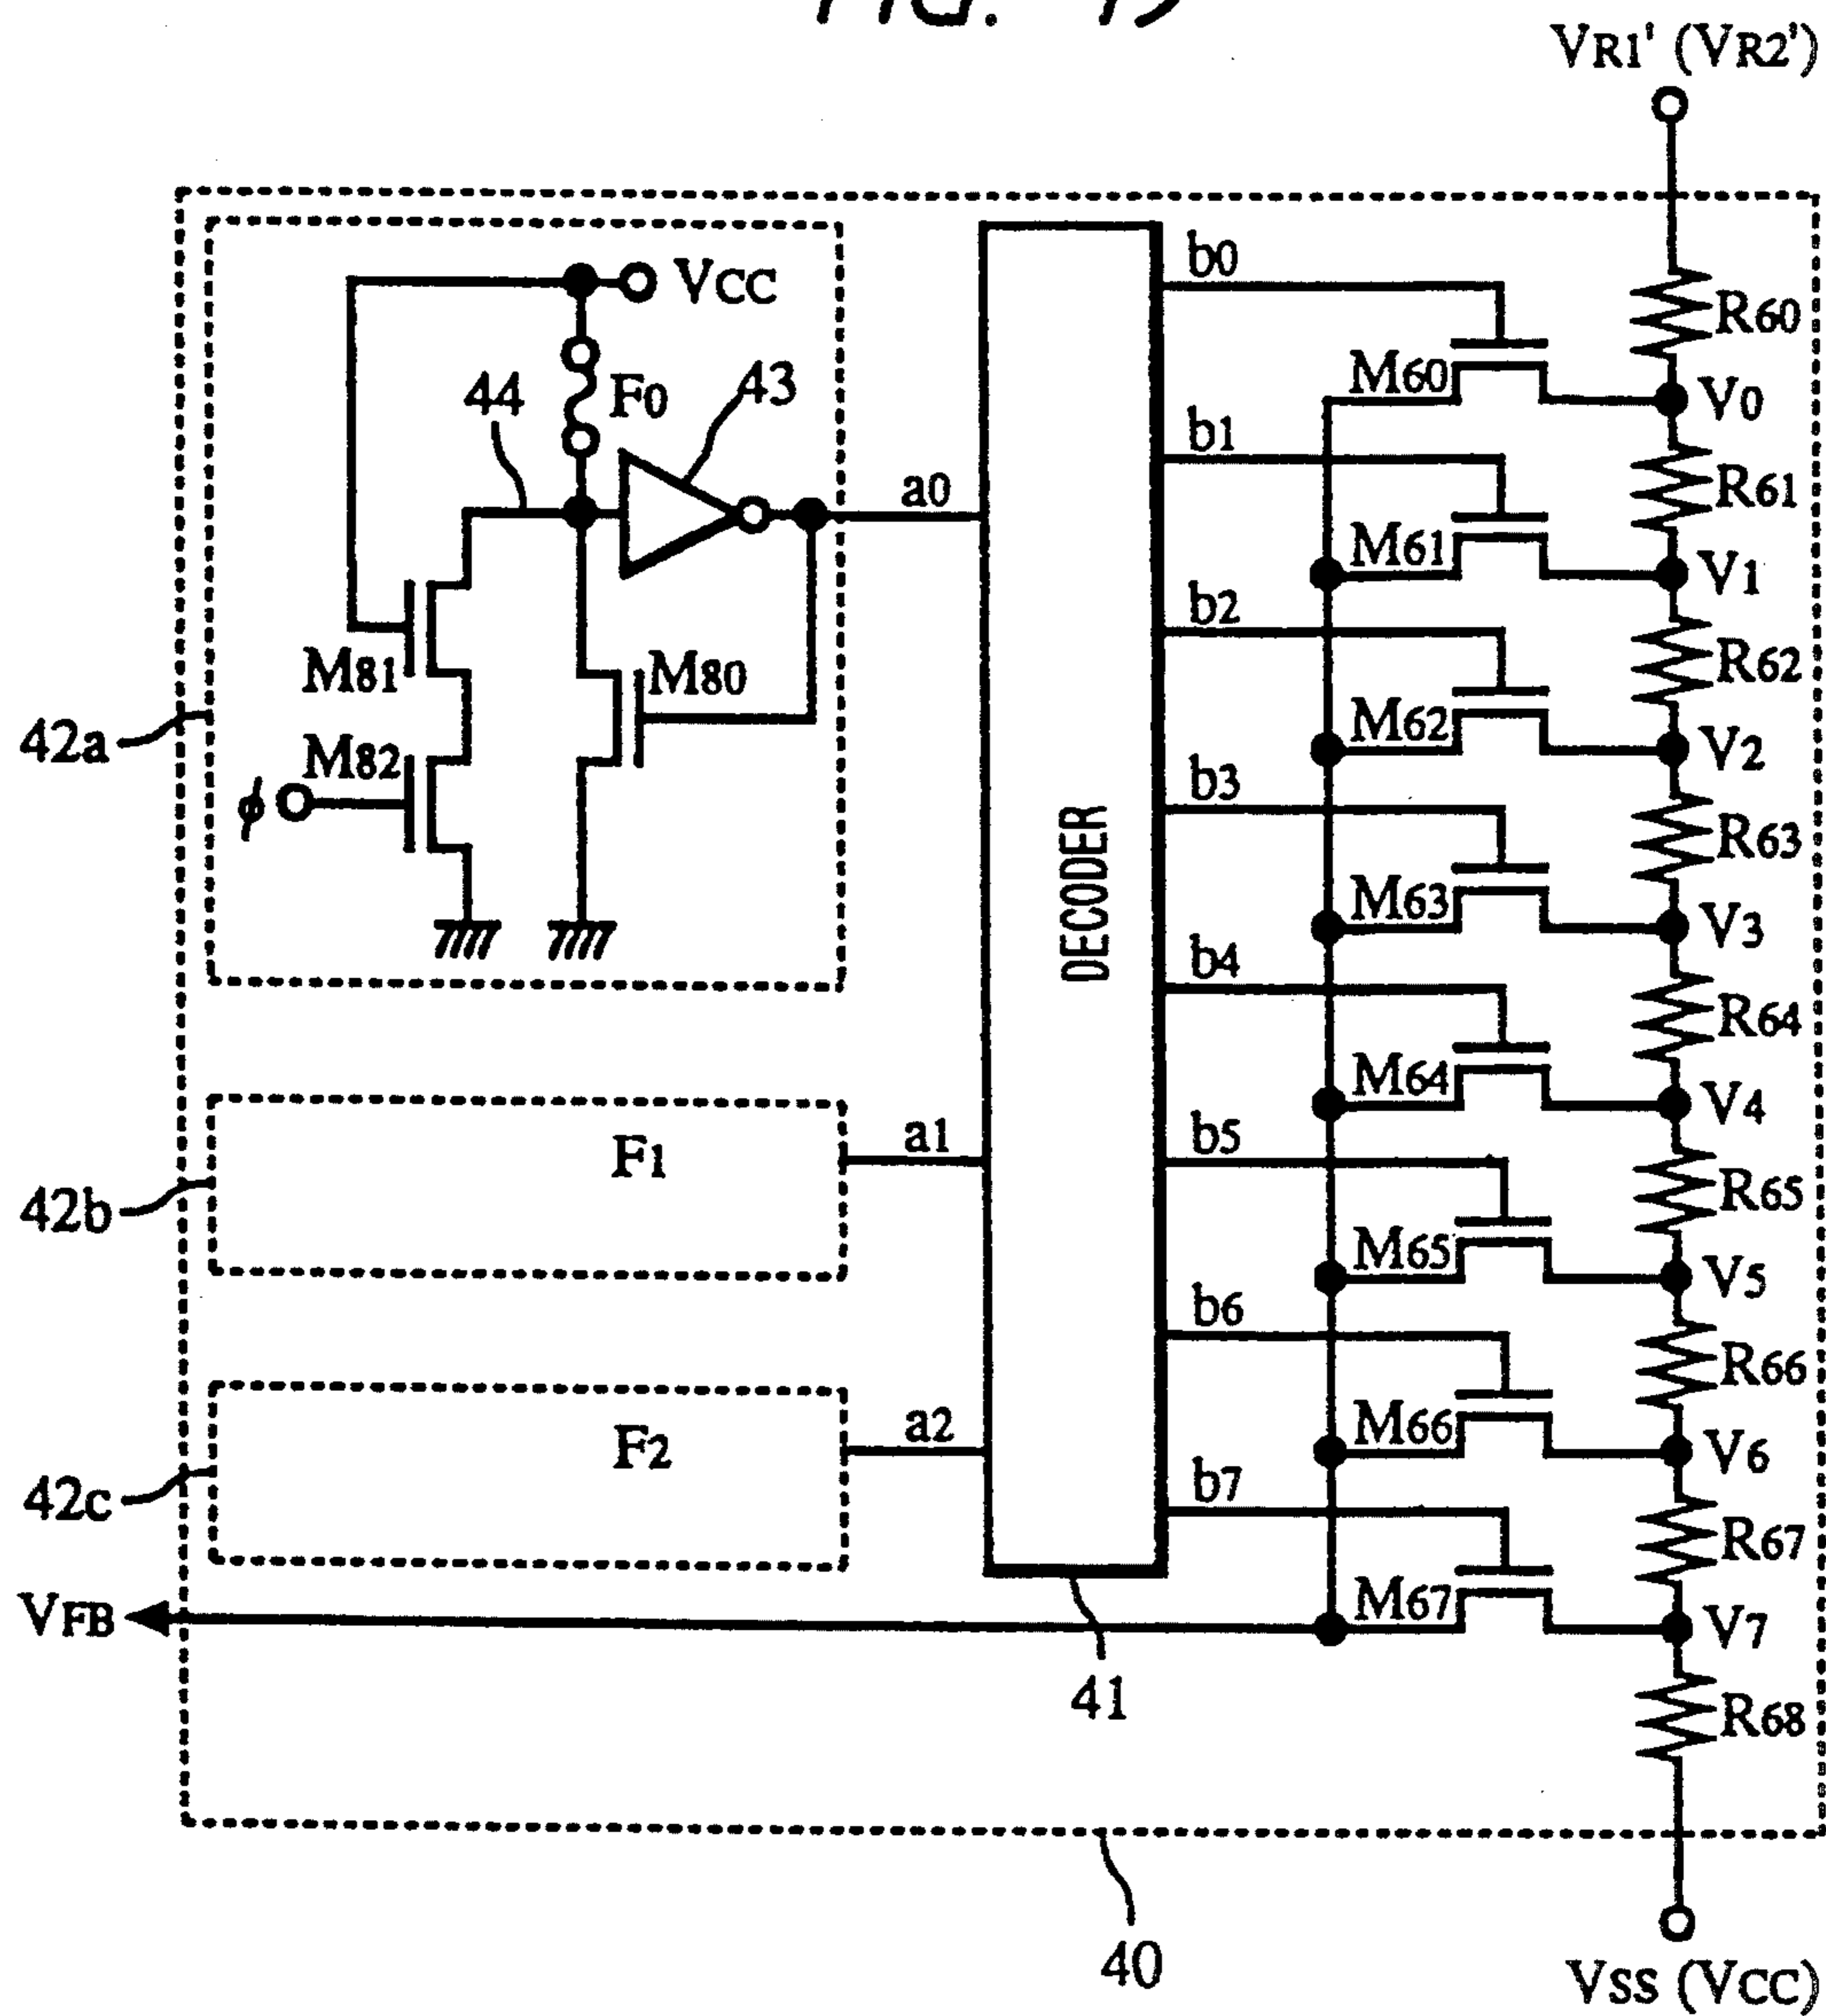 VR1' (VR2')
VCC
b0
R60
F0
43
44
M60
V0
b1
a0
R61
M61
V1
b2
M81
M80
R62
42a
M82
M62
V2
b3
ϕ
DECODER
R63
M63
V3
b4
R64
M64
V4
a1
b5
F1
R65
42b
M65
V5
b6
R66
a2
M66
V6
F2
b7
42c
R67
VFB
M67
V7
41
R68
40
VSS (VCC)